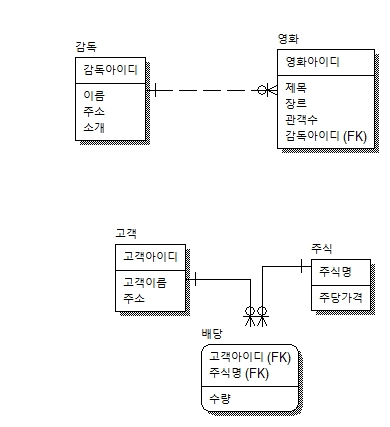 감독
감독아이디
이름
주소
소개
영화
영화아이디
제목
장르
관객수
감독아이디 (FK)
고객
고객아이디
고객이름
주소
주식
주식명
주당가격
배당
고객아이디 (FK)
주식명 (FK)
수량